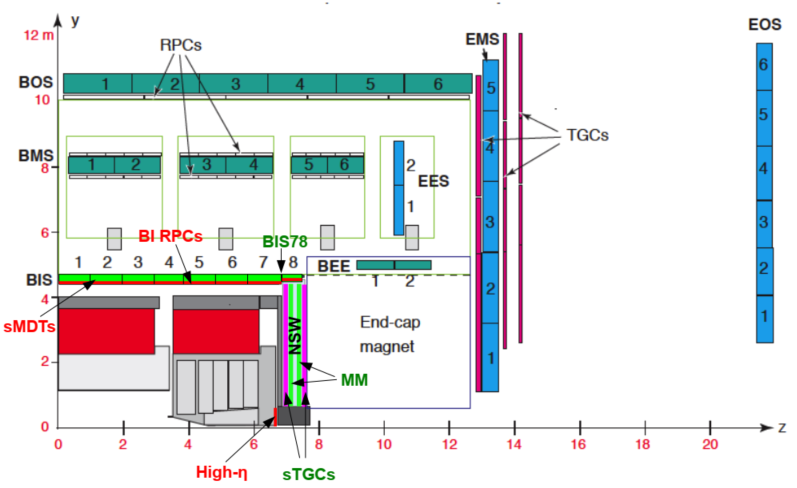 y
12 m
EOS
EMS
RPCs
BOS
1 2 3 4 5 6
10
6
5
5
TGCs
4
4
BMS
8
1 2 3 4 5 6
2
EES
1
3
3
6
BI RPCs
BIS78
1 2 3 4 5 6 7 8
BEE
1 2
2
2
BIS
4
sMDTs
NSW
End-cap
magnet
1
1
2
MM
0
0 2 4 6 8 10 12 14 16 18 20
z
High-η
sTGCs